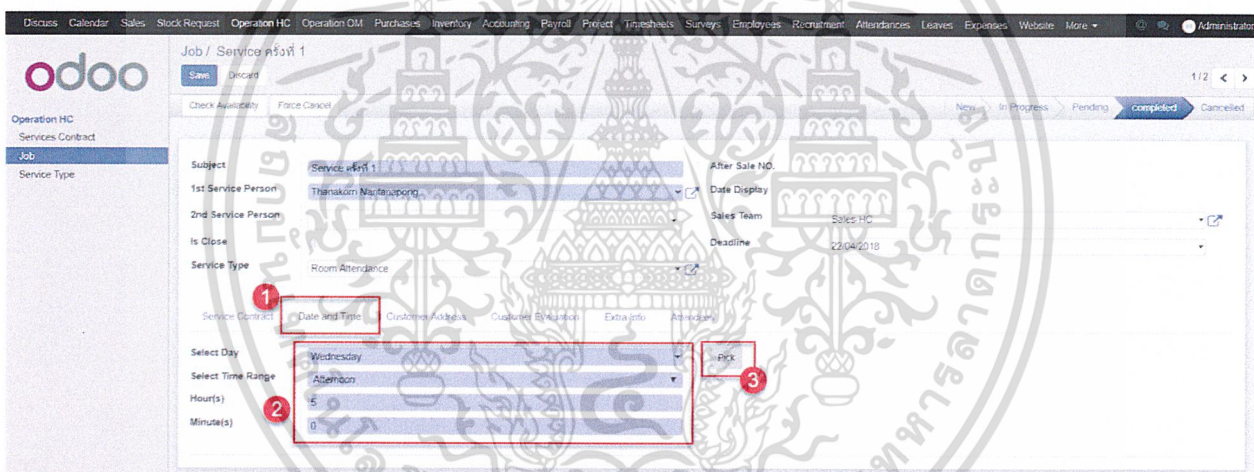 Discuss Calendar Sales Stock Request Operation HC Operation OM Purchases Inventory Accounting Payroll Project Timesheets Surveys Employees Recruitment Attendances Leaves Expenses Website More Administrator
odoo
Job / Service ครั้งที่ 1
Save Discard
1 / 2
Check Availability Force Cancel
New In Progress Pending completed Cancelled
Operation HC
Services Contract
Job
Service Type
Subject Service ครั้งที่ 1
1st Service Person Thanakorn Nantanapong
2nd Service Person
Is Close
Service Type Room Attendance
After Sale NO.
Date Display
Sales Team Sales-HC
Deadline 22/04/2018
1
Service Contract Date and Time Customer Address Customer Evaluation Extra Info Attendees
Select Day Wednesday
Pick
Select Time Range Afternoon
3
Hour(s) 5
2
Minute(s) 0